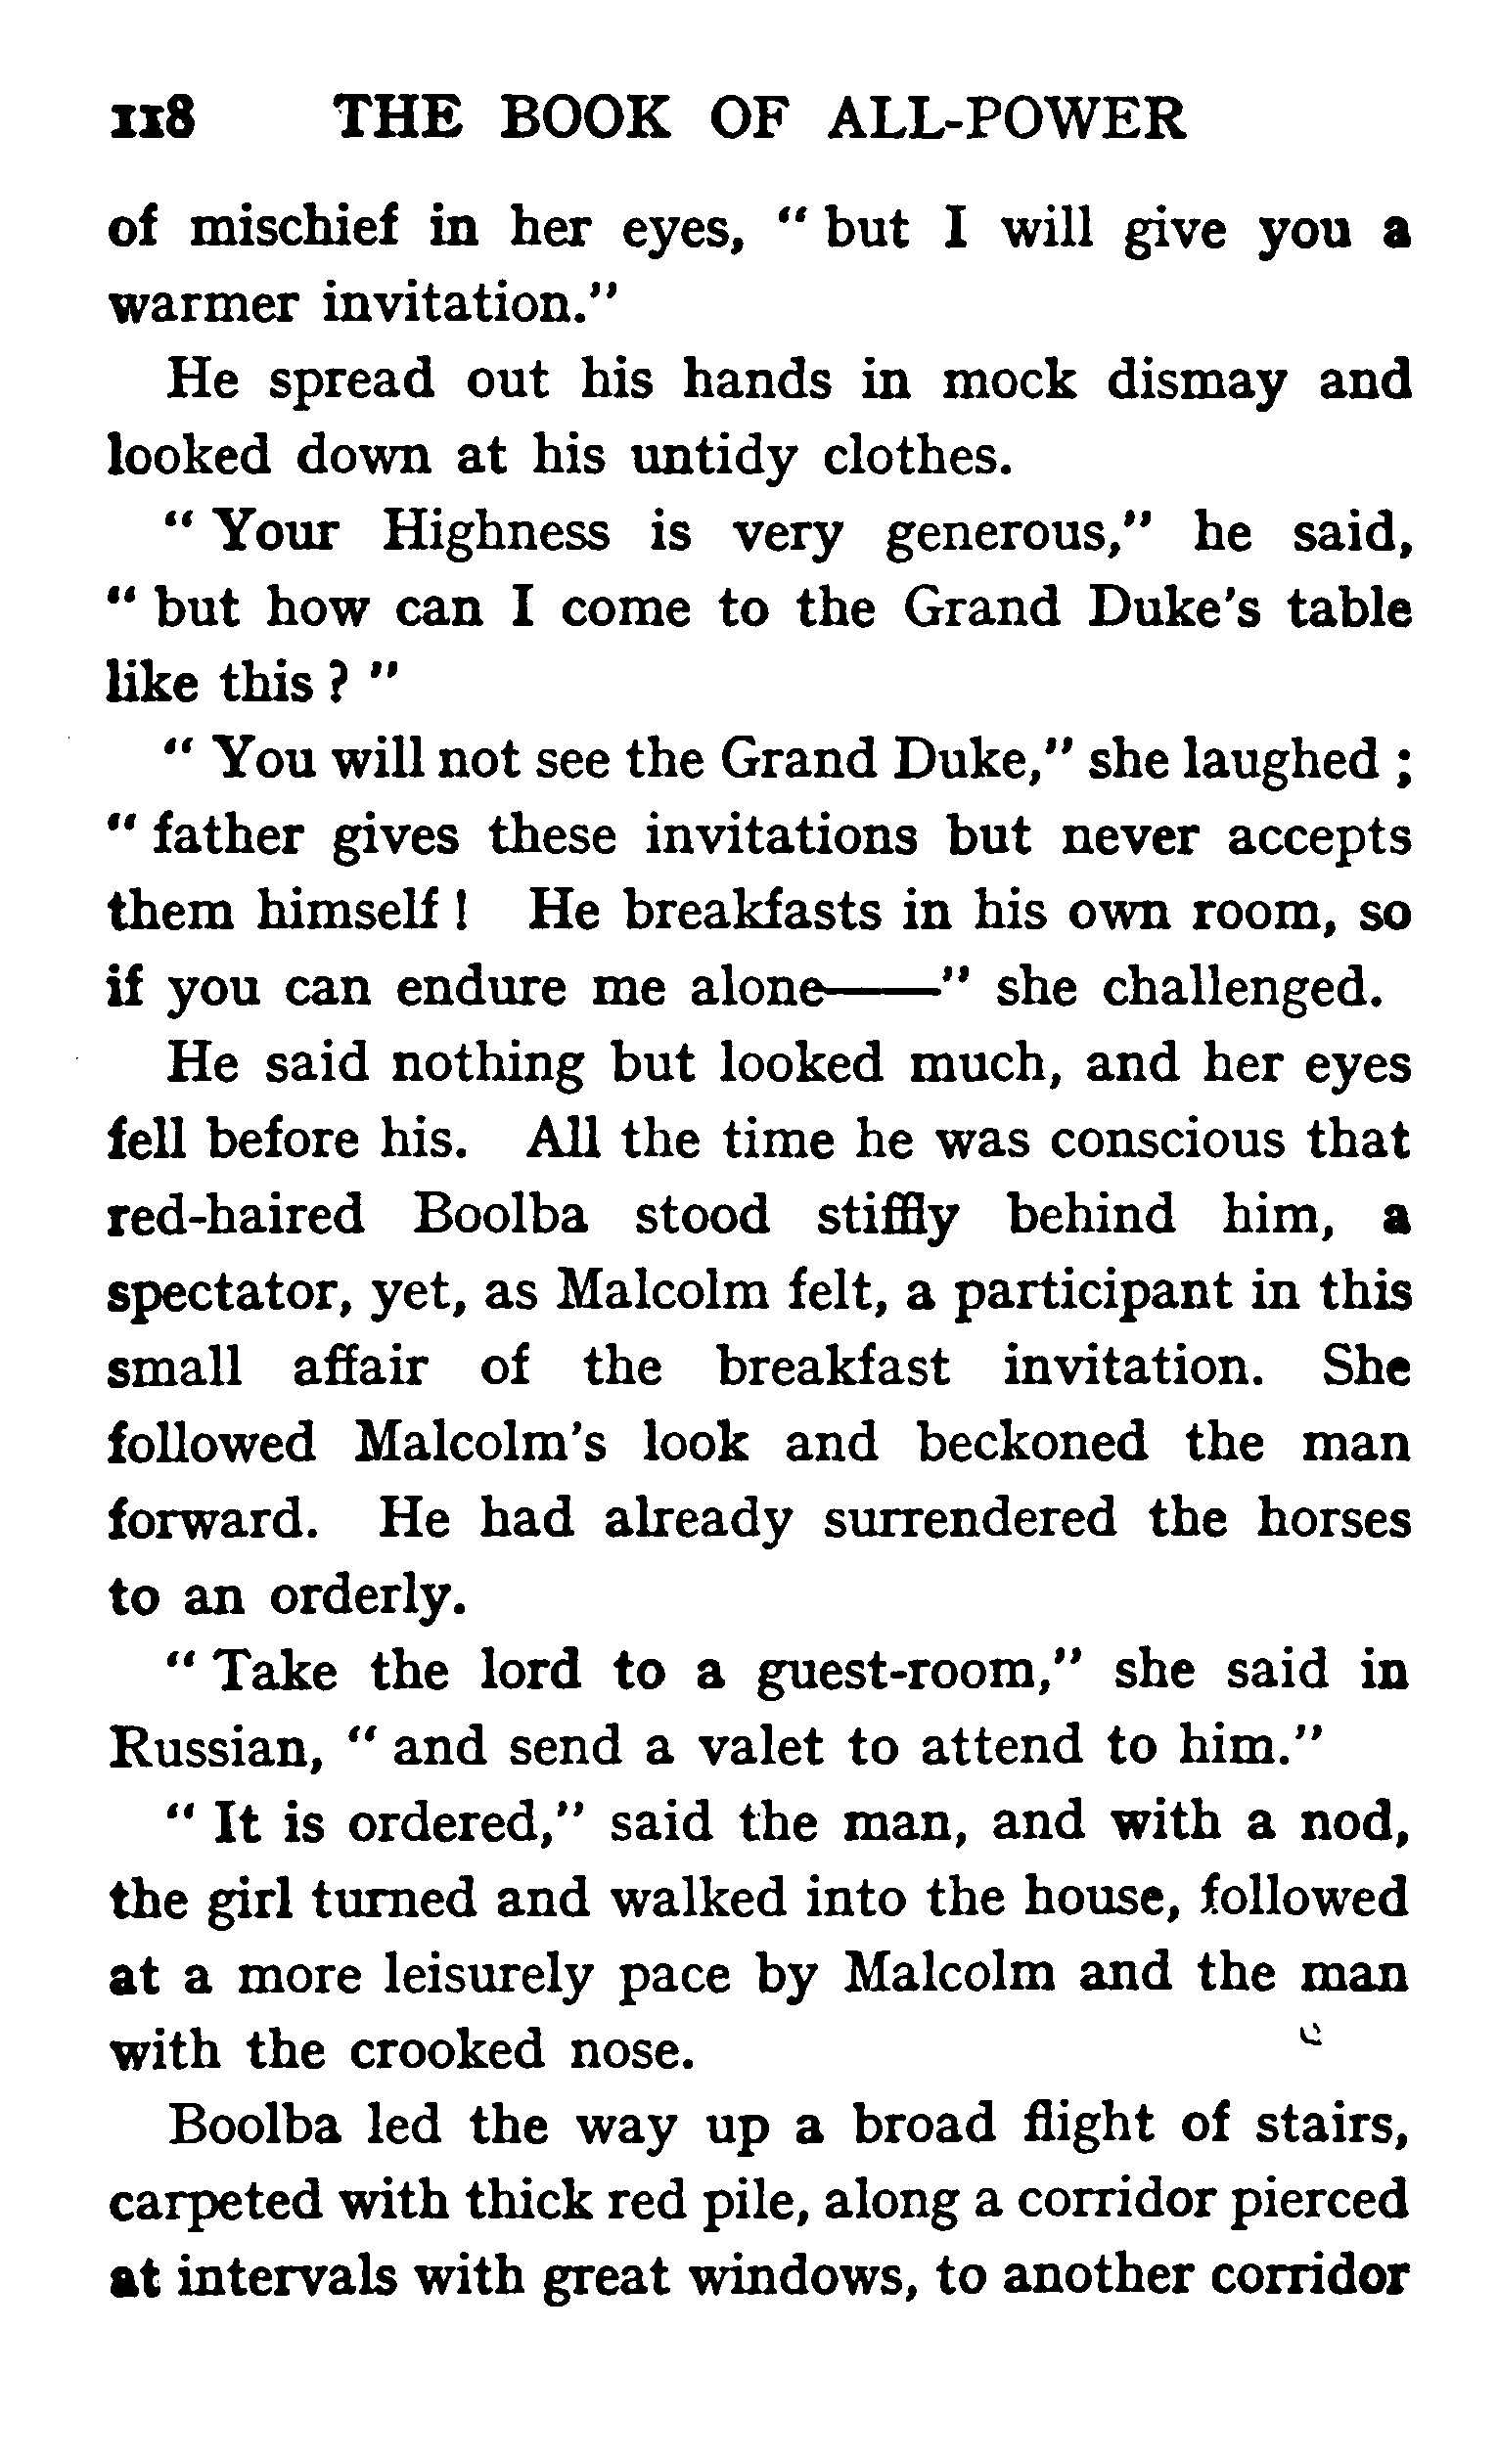 118 THE BOOK OF ALL-POWER
of mischief in her eyes, " but I will give you a
warmer invitation."
He spread out his hands in mock dismay and
looked down at his untidy clothes.
" Your Highness is very generous," he said,
" but how can I come to the Grand Duke's table
like this ? "
" You will not see the Grand Duke," she laughed ;
" father gives these invitations but never accepts
them himself ! He breakfasts in his own room, so
if you can endure me alone——" she challenged.
He said nothing but looked much, and her eyes
fell before his. All the time he was conscious that
red-haired Boolba stood stiffly behind him, a
spectator, yet, as Malcolm felt, a participant in this
small affair of the breakfast invitation. She
followed Malcolm's look and beckoned the man
forward. He had already surrendered the horses
to an orderly.
" Take the lord to a guest-room," she said in
Russian, " and send a valet to attend to him."
" It is ordered," said the man, and with a nod,
the girl turned and walked into the house, followed
at a more leisurely pace by Malcolm and the man
with the crooked nose.
Boolba led the way up a broad flight of stairs,
carpeted with thick red pile, along a corridor pierced
at intervals with great windows, to another corridor